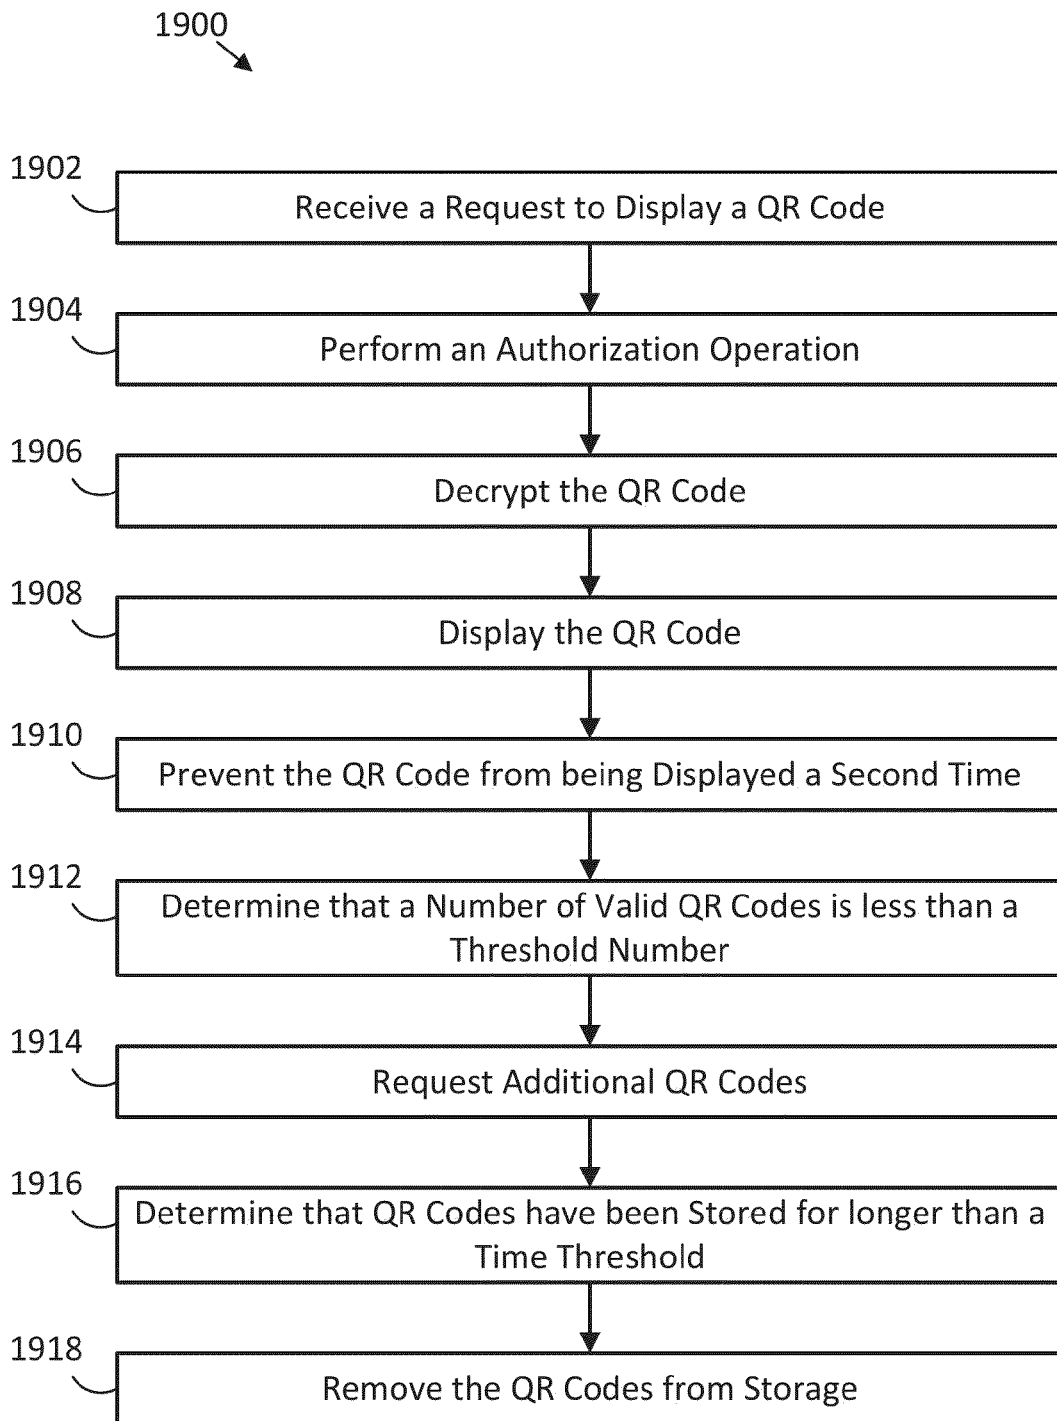 1900
1902
Receive a Request to Display a QR Code
1904
Perform an Authorization Operation
1906
Decrypt the QR Code
1908
Display the QR Code
1910
Prevent the QR Code from being Displayed a Second Time
1912
Determine that a Number of Valid QR Codes is less than a
Threshold Number
1914
Request Additional QR Codes
1916
Determine that QR Codes have been Stored for longer than a
Time Threshold
1918
Remove the QR Codes from Storage